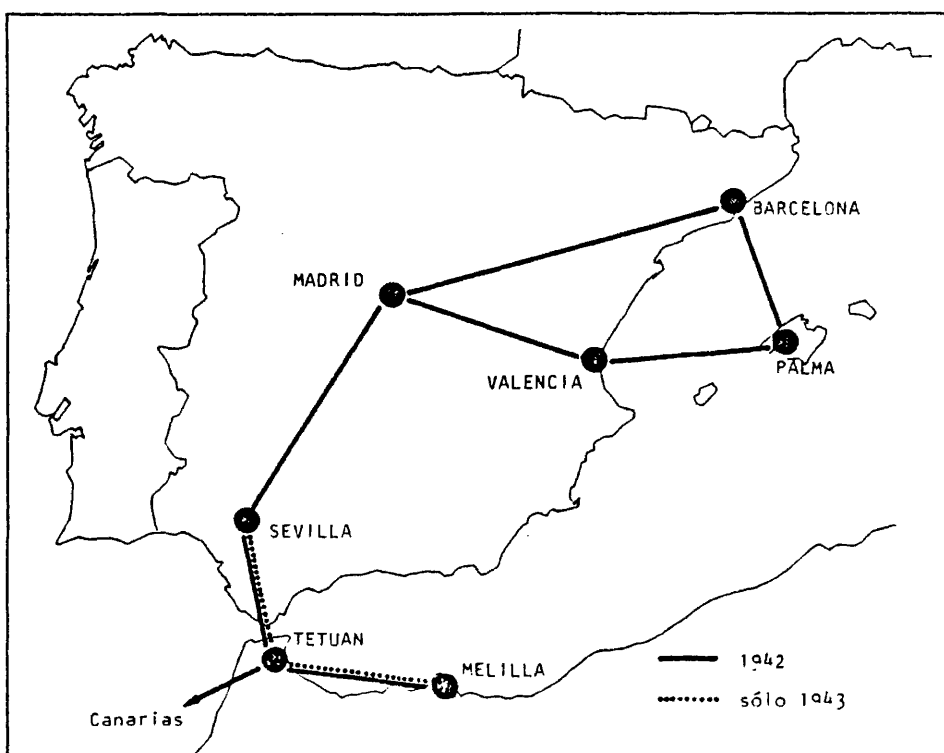 BARCELONA
MADRID
PALMA
VALENCIA
SEVILLA
TETUAN
MELILLA
1942
Canarias
sólo 1943